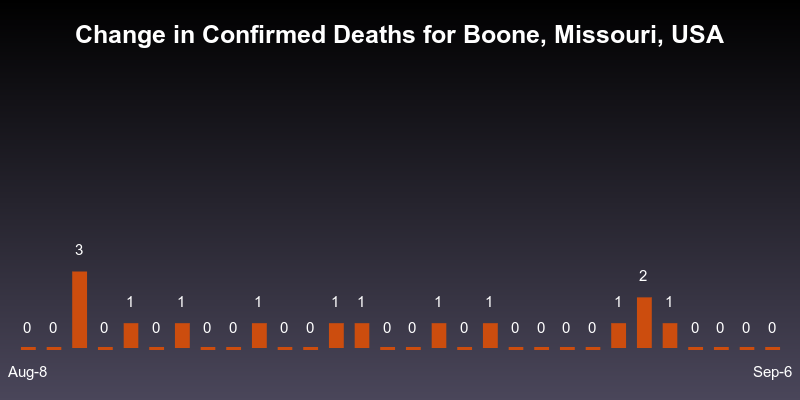 Change in Confirmed Deaths for Boone, Missouri, USA
0 0 3 0 1 0 1 0 0 1 0 0 1 1 0 0 1 0 1 0 0 0 0 1 2 1 0 0 0 0
Aug-8 Sep-6